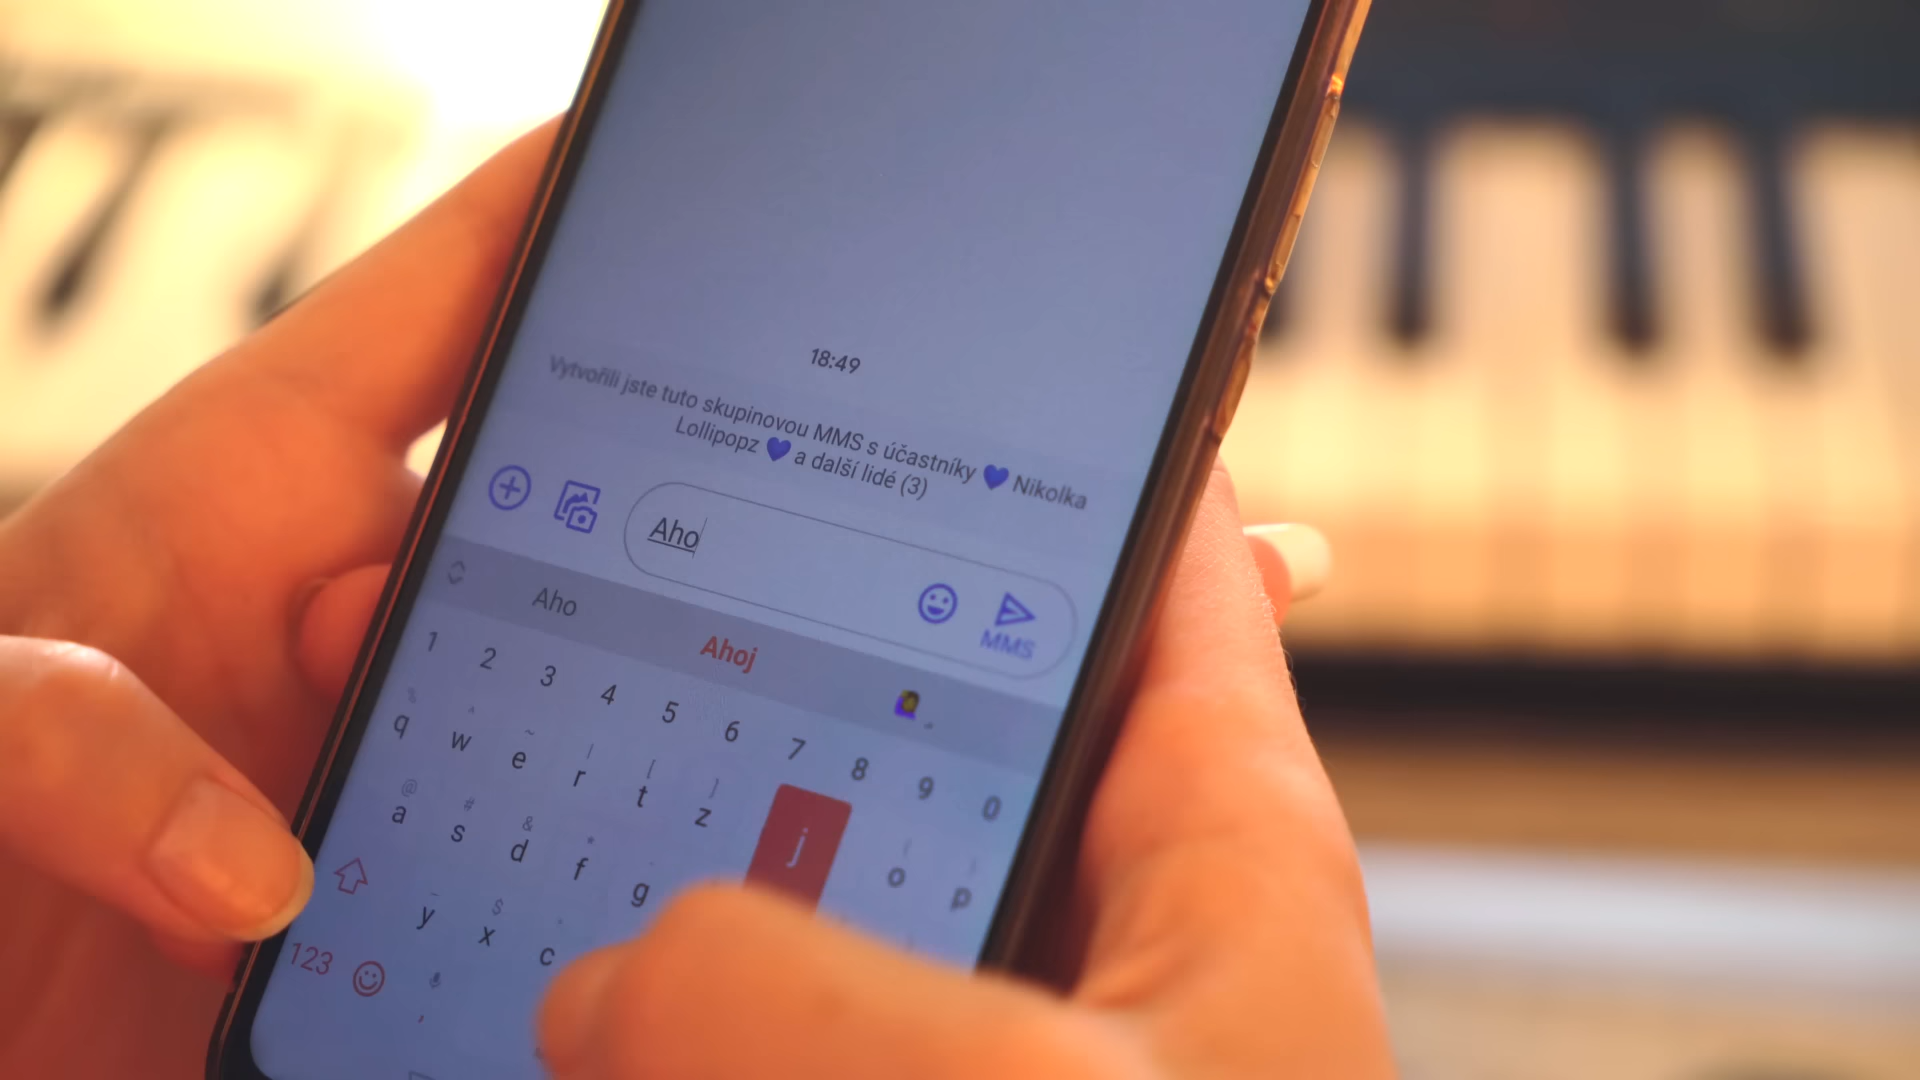 18:49
Vytvořili jste tuto skupinovou MMS s účastníky 💜 Nikolka
Lollipopz 💜 a další lidé (3)
Aho
MMS
Aho Ahoj
1 2 3 4 5 6 7 8 9 0
% ^ ~ | [ ]
q w e r t z j o p
@ # & *
a s d f g
y x c
123